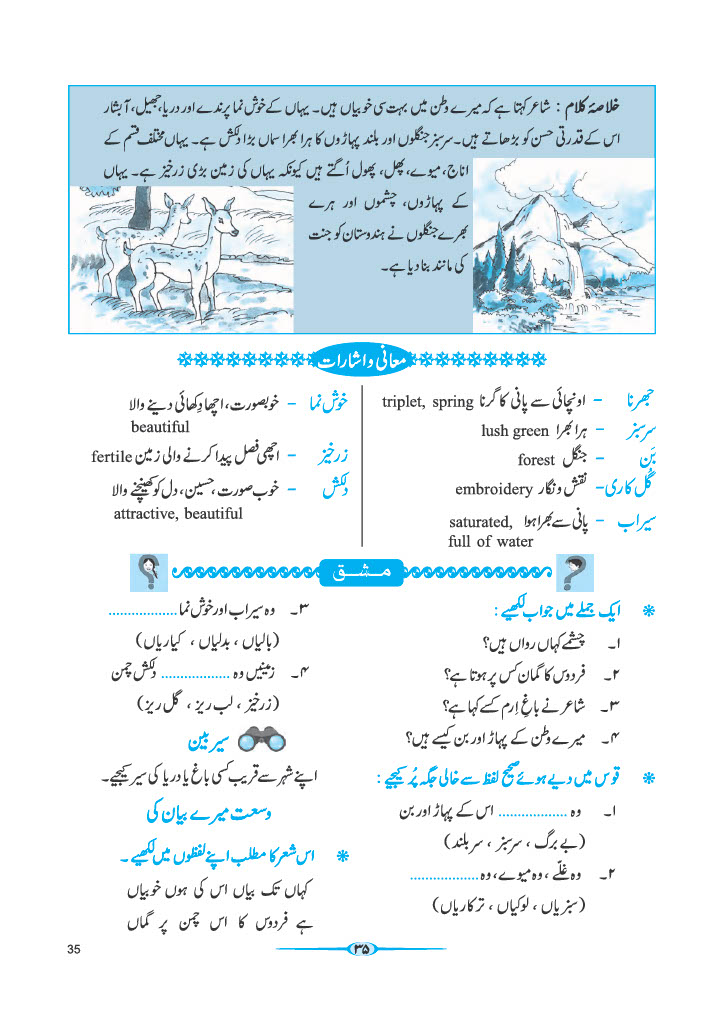 خلاصۂ کلام : شاعر کہتا ہے کہ میرے وطن میں بہت سی خوبیاں ہیں۔ یہاں کے خوش نما پرندے اور دریا، جھیل، آبشار
اس کے قدرتی حسن کو بڑھاتے ہیں۔ سرسبز جنگلوں اور بلند پہاڑوں کا ہرا بھرا سماں بڑا دلکش ہے۔ یہاں مختلف قسم کے
اناج، میوے، پھل، پھول اُگتے ہیں کیونکہ یہاں کی زمین بڑی زرخیز ہے۔ یہاں
کے پہاڑوں، چشموں اور ہرے
بھرے جنگلوں نے ہندوستان کو جنت
کی مانند بنا دیا ہے۔
معانی و اشارات
جھرنا - اونچائی سے پانی کا گرنا triplet, spring
سرسبز - ہرا بھرا lush green
بَن - جنگل forest
گُل کاری - نقش و نگار embroidery
سیراب - پانی سے بھرا ہوا saturated,
full of water
خوش نما - خوبصورت، اچھا دِکھائی دینے والا
beautiful
زرخیز - اچھی فصل پیدا کرنے والی زمین fertile
دلکش - خوب صورت، حسین، دل کو کھینچنے والا
attractive, beautiful
مشق
* ایک جملے میں جواب لکھیے :
۱۔ چشمے کہاں رواں ہیں؟
۲۔ فردوس کا گمان کس پر ہوتا ہے؟
۳۔ شاعر نے باغِ اِرم کسے کہا ہے؟
۴۔ میرے وطن کے پہاڑ اور بن کیسے ہیں؟
* قوس میں دیے ہوئے صحیح لفظ سے خالی جگہ پُر کیجیے :
۱۔ وہ .................. اس کے پہاڑ اور بن
(بے برگ ، سرسبز ، سربلند)
۲۔ وہ غلّے ، وہ میوے، وہ ..................
(سبزیاں ، لوکیاں ، ترکاریاں)
۳۔ وہ سیراب اور خوش نما ..................
(بالیاں ، بدلیاں ، کیاریاں)
۴۔ زمینیں وہ .................. دلکش چمن
(زرخیز ، لب ریز ، گل ریز)
سیر بین
اپنے شہر سے قریب کسی باغ یا دریا کی سیر کیجیے۔
وسعت میرے بیان کی
* اس شعر کا مطلب اپنے لفظوں میں لکھیے ۔
کہاں تک بیاں اس کی ہوں خوبیاں
ہے فردوس کا اس چمن پر گماں
۳۵
35